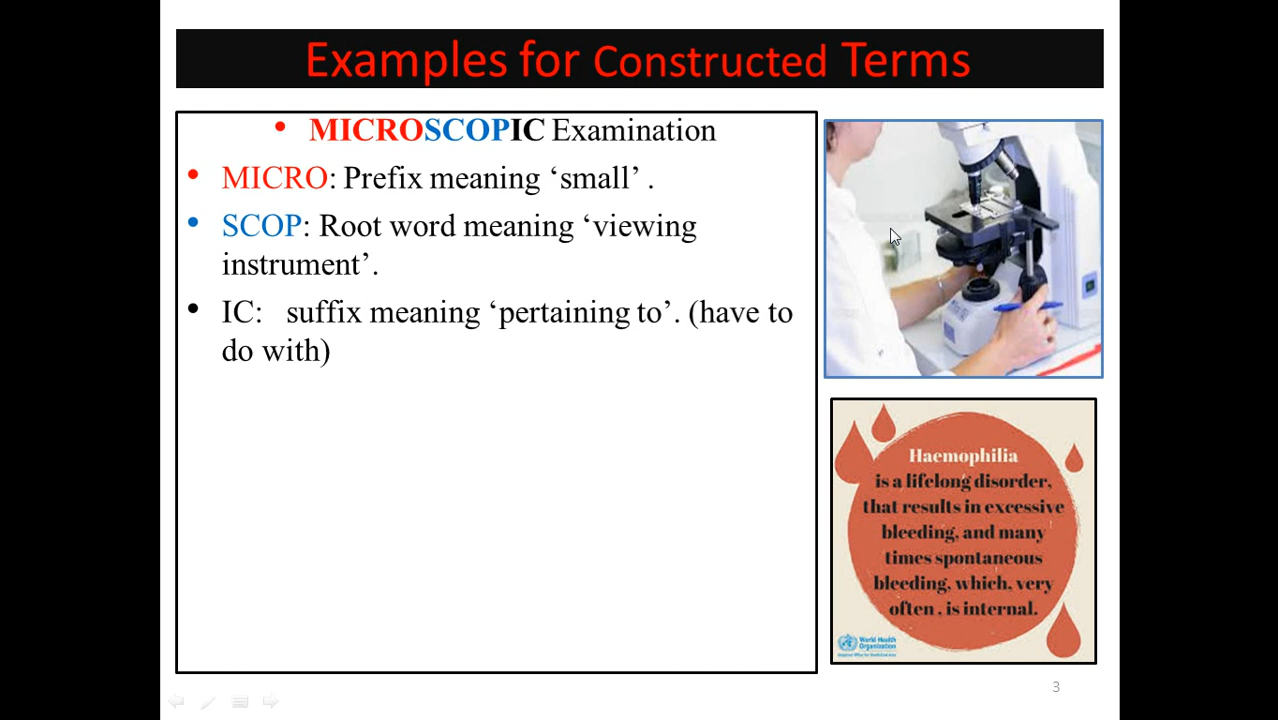 Examples for Constructed Terms
• MICROSCOPIC Examination
• MICRO: Prefix meaning ‘small’ .
• SCOP: Root word meaning ‘viewing
instrument’.
• IC: suffix meaning ‘pertaining to’. (have to
do with)
Haemophilia
is a lifelong disorder,
that results in excessive
bleeding, and many
times spontaneous
bleeding, which, very
often , is internal.
World Health
Organization
3